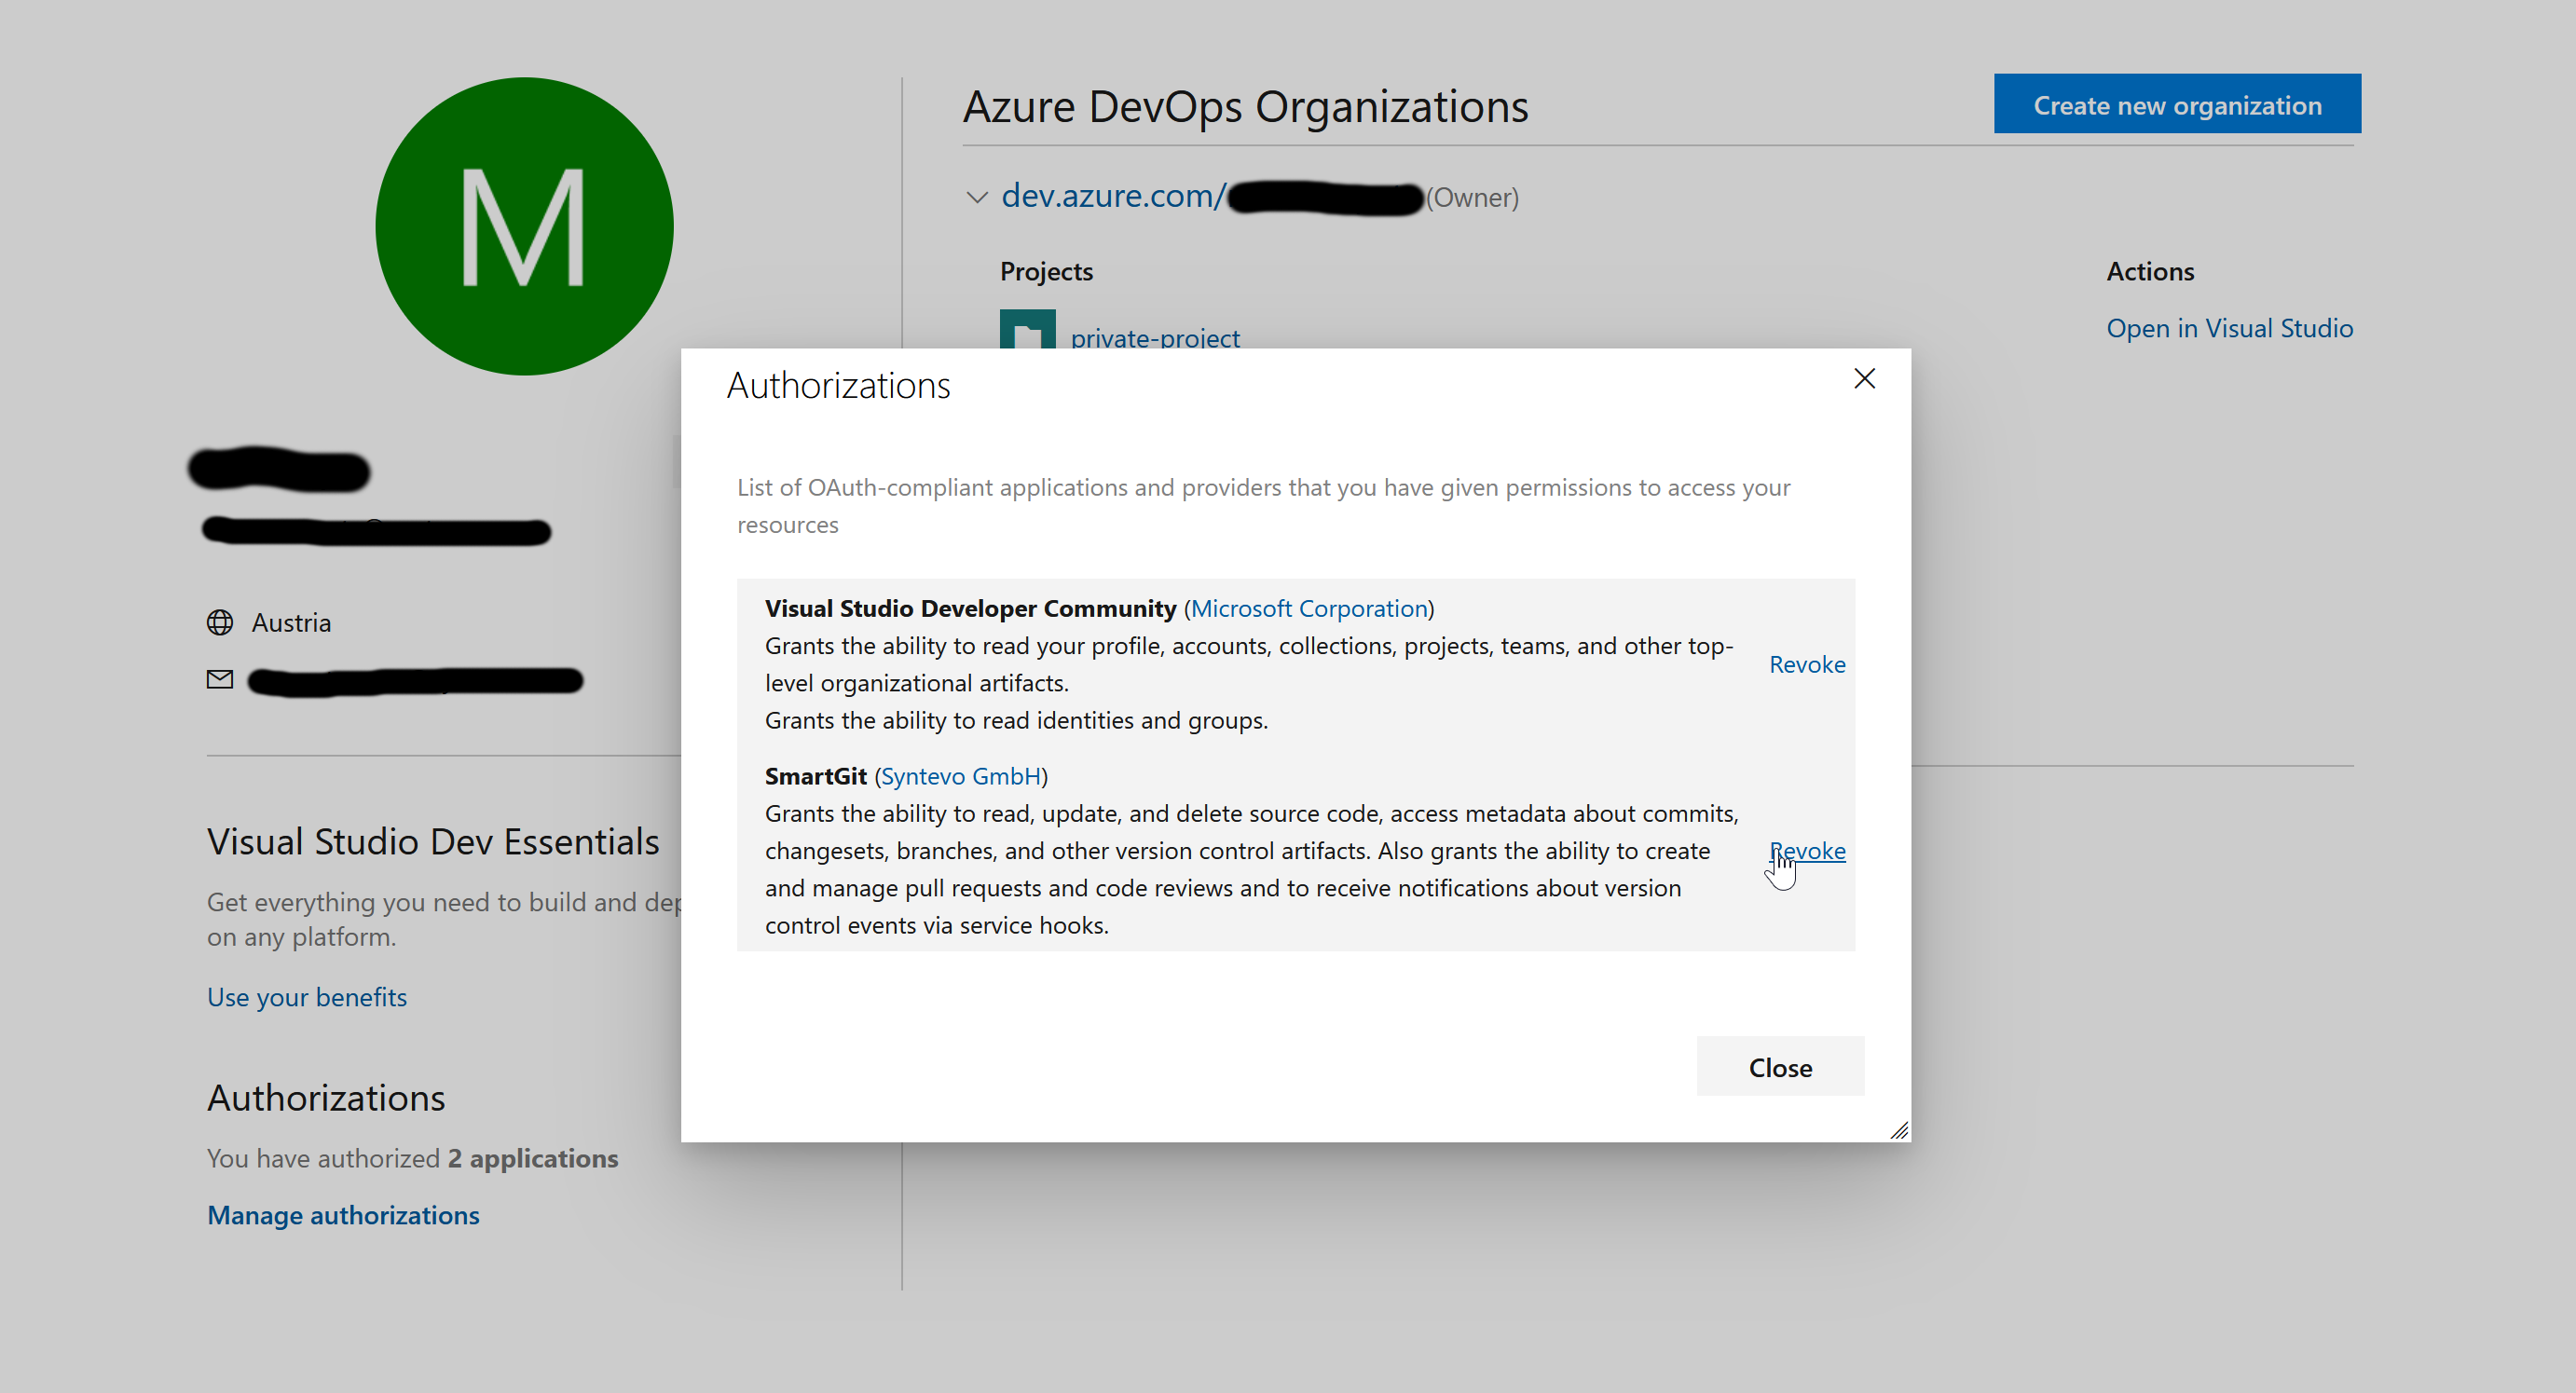 M
Austria
Visual Studio Dev Essentials
Get everything you need to build and dep
on any platform.
Use your benefits
Authorizations
You have authorized 2 applications
Manage authorizations
Azure DevOps Organizations
Create new organization
dev.azure.com/ (Owner)
Projects
Actions
private-project
Open in Visual Studio
Authorizations
List of OAuth-compliant applications and providers that you have given permissions to access your
resources
Visual Studio Developer Community (Microsoft Corporation)
Grants the ability to read your profile, accounts, collections, projects, teams, and other top-
level organizational artifacts.
Revoke
Grants the ability to read identities and groups.
SmartGit (Syntevo GmbH)
Grants the ability to read, update, and delete source code, access metadata about commits,
changesets, branches, and other version control artifacts. Also grants the ability to create
Revoke
and manage pull requests and code reviews and to receive notifications about version
control events via service hooks.
Close